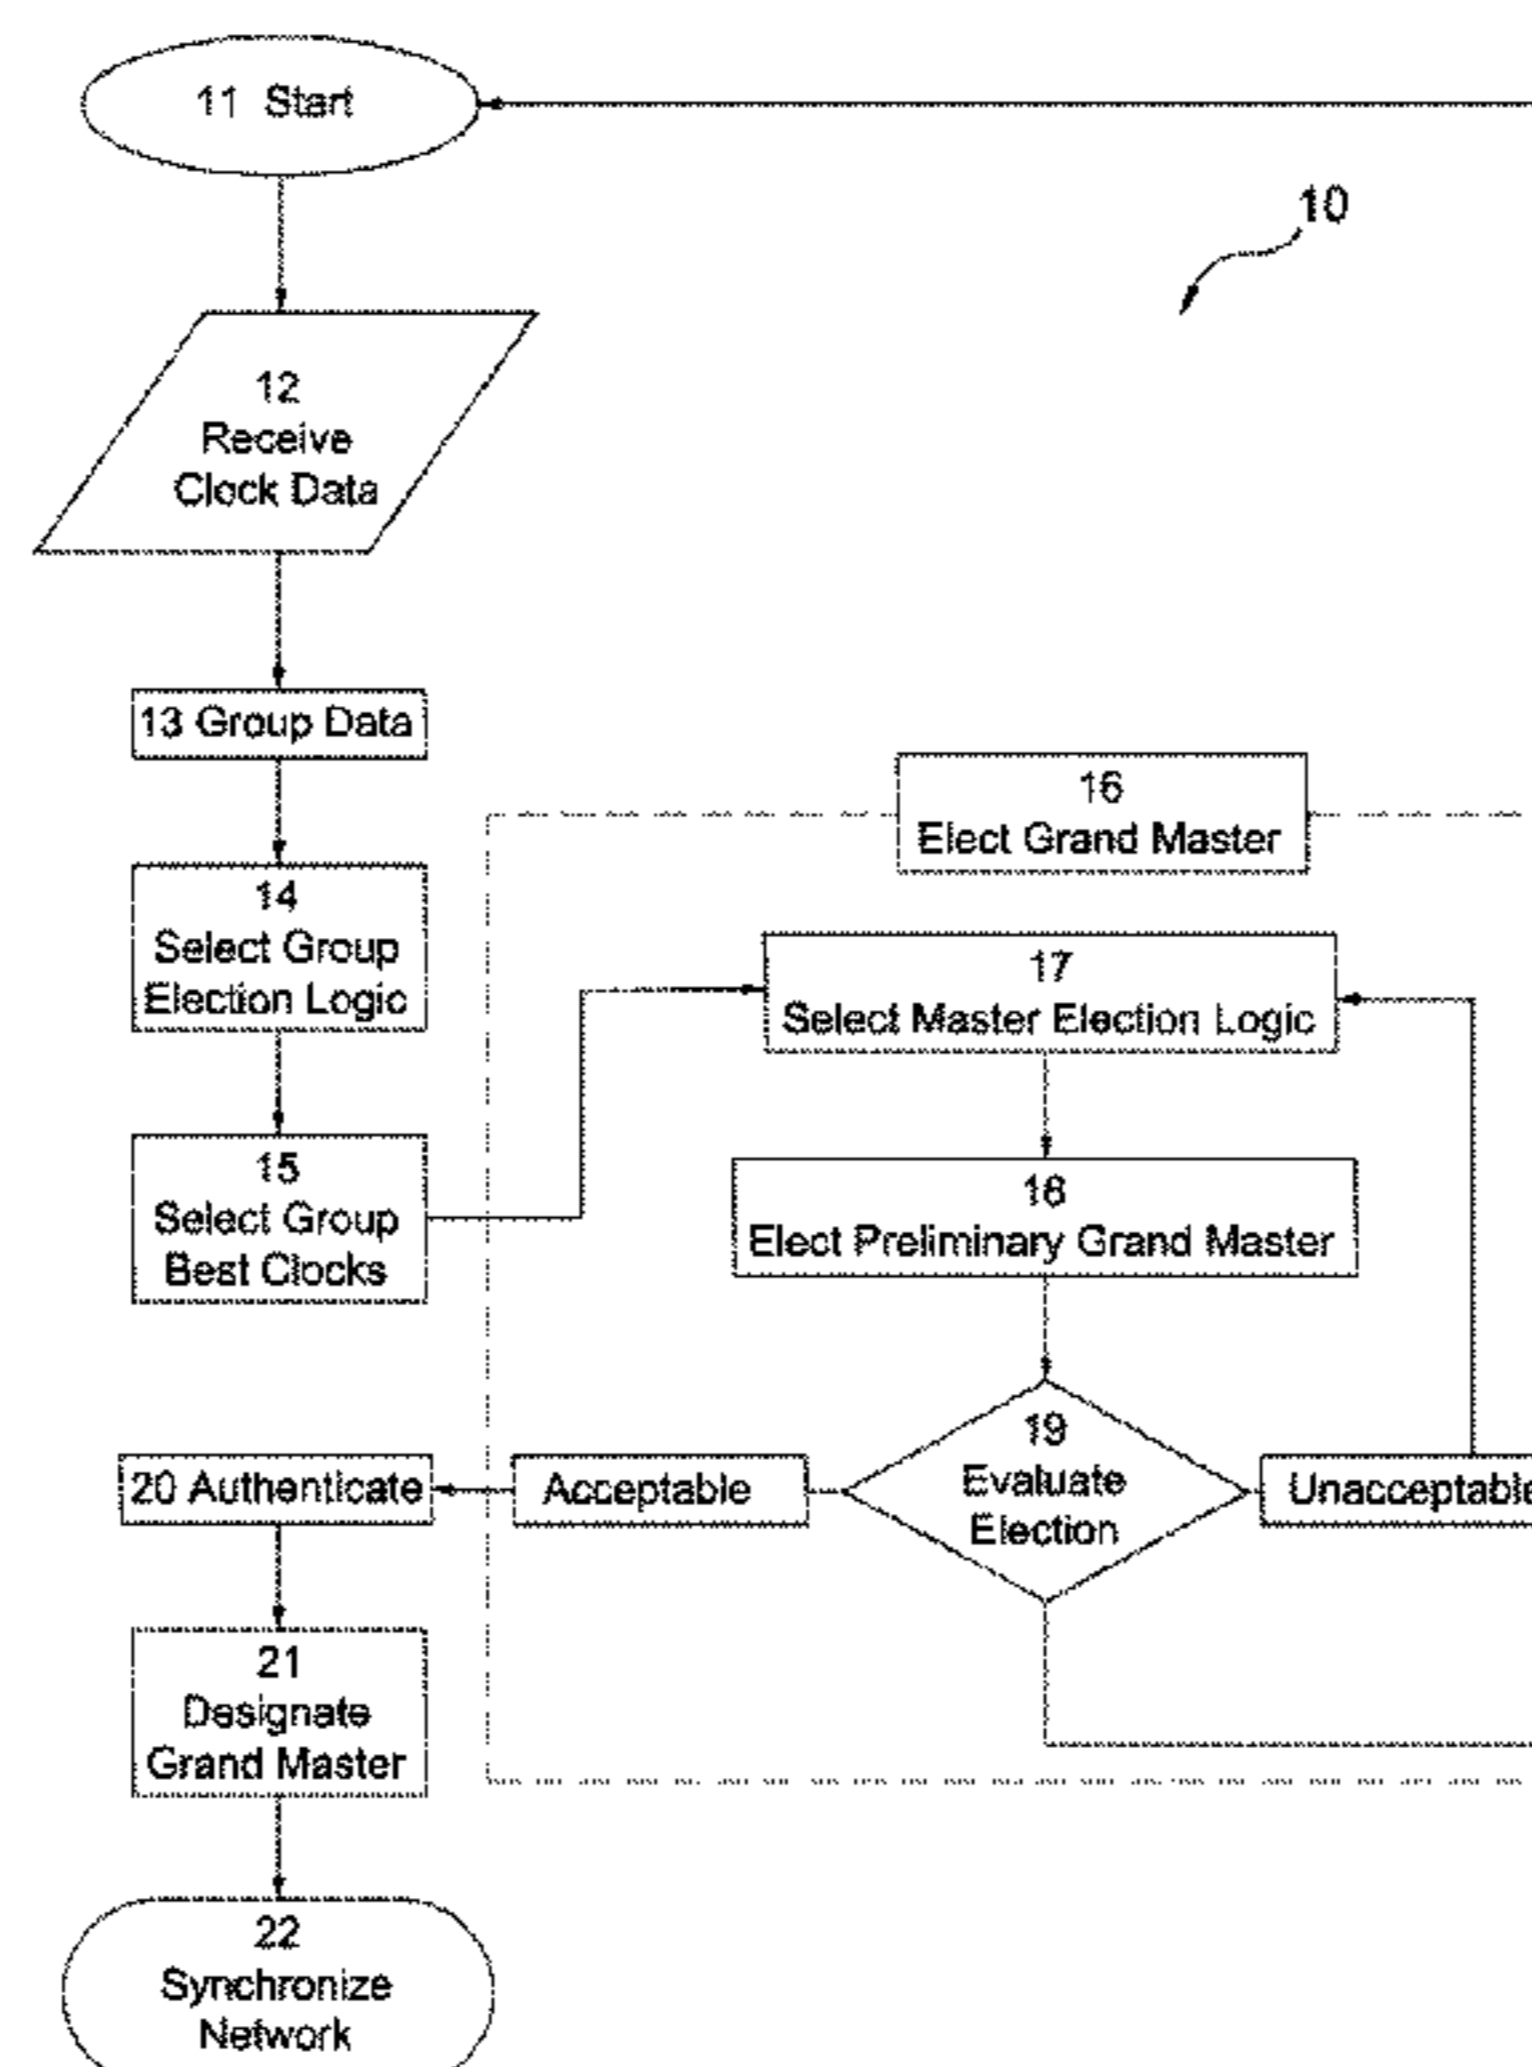 11 Start
10
12
Receive
Clock Data
13 Group Data
14
Select Group
Election Logic
15
Select Group
Best Clocks
16
Elect Grand Master
17
Select Master Election Logic
18
Elect Preliminary Grand Master
19
Evaluate
Election
Acceptable
Unacceptable
20 Authenticate
21
Designate
Grand Master
22
Synchronize
Network